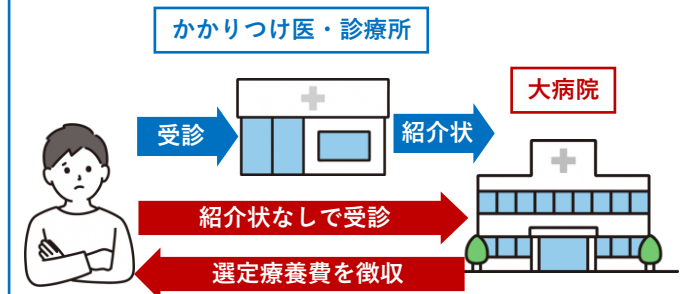 かかりつけ医・診療所
大病院
受診
紹介状
紹介状なしで受診
選定療養費を徴収